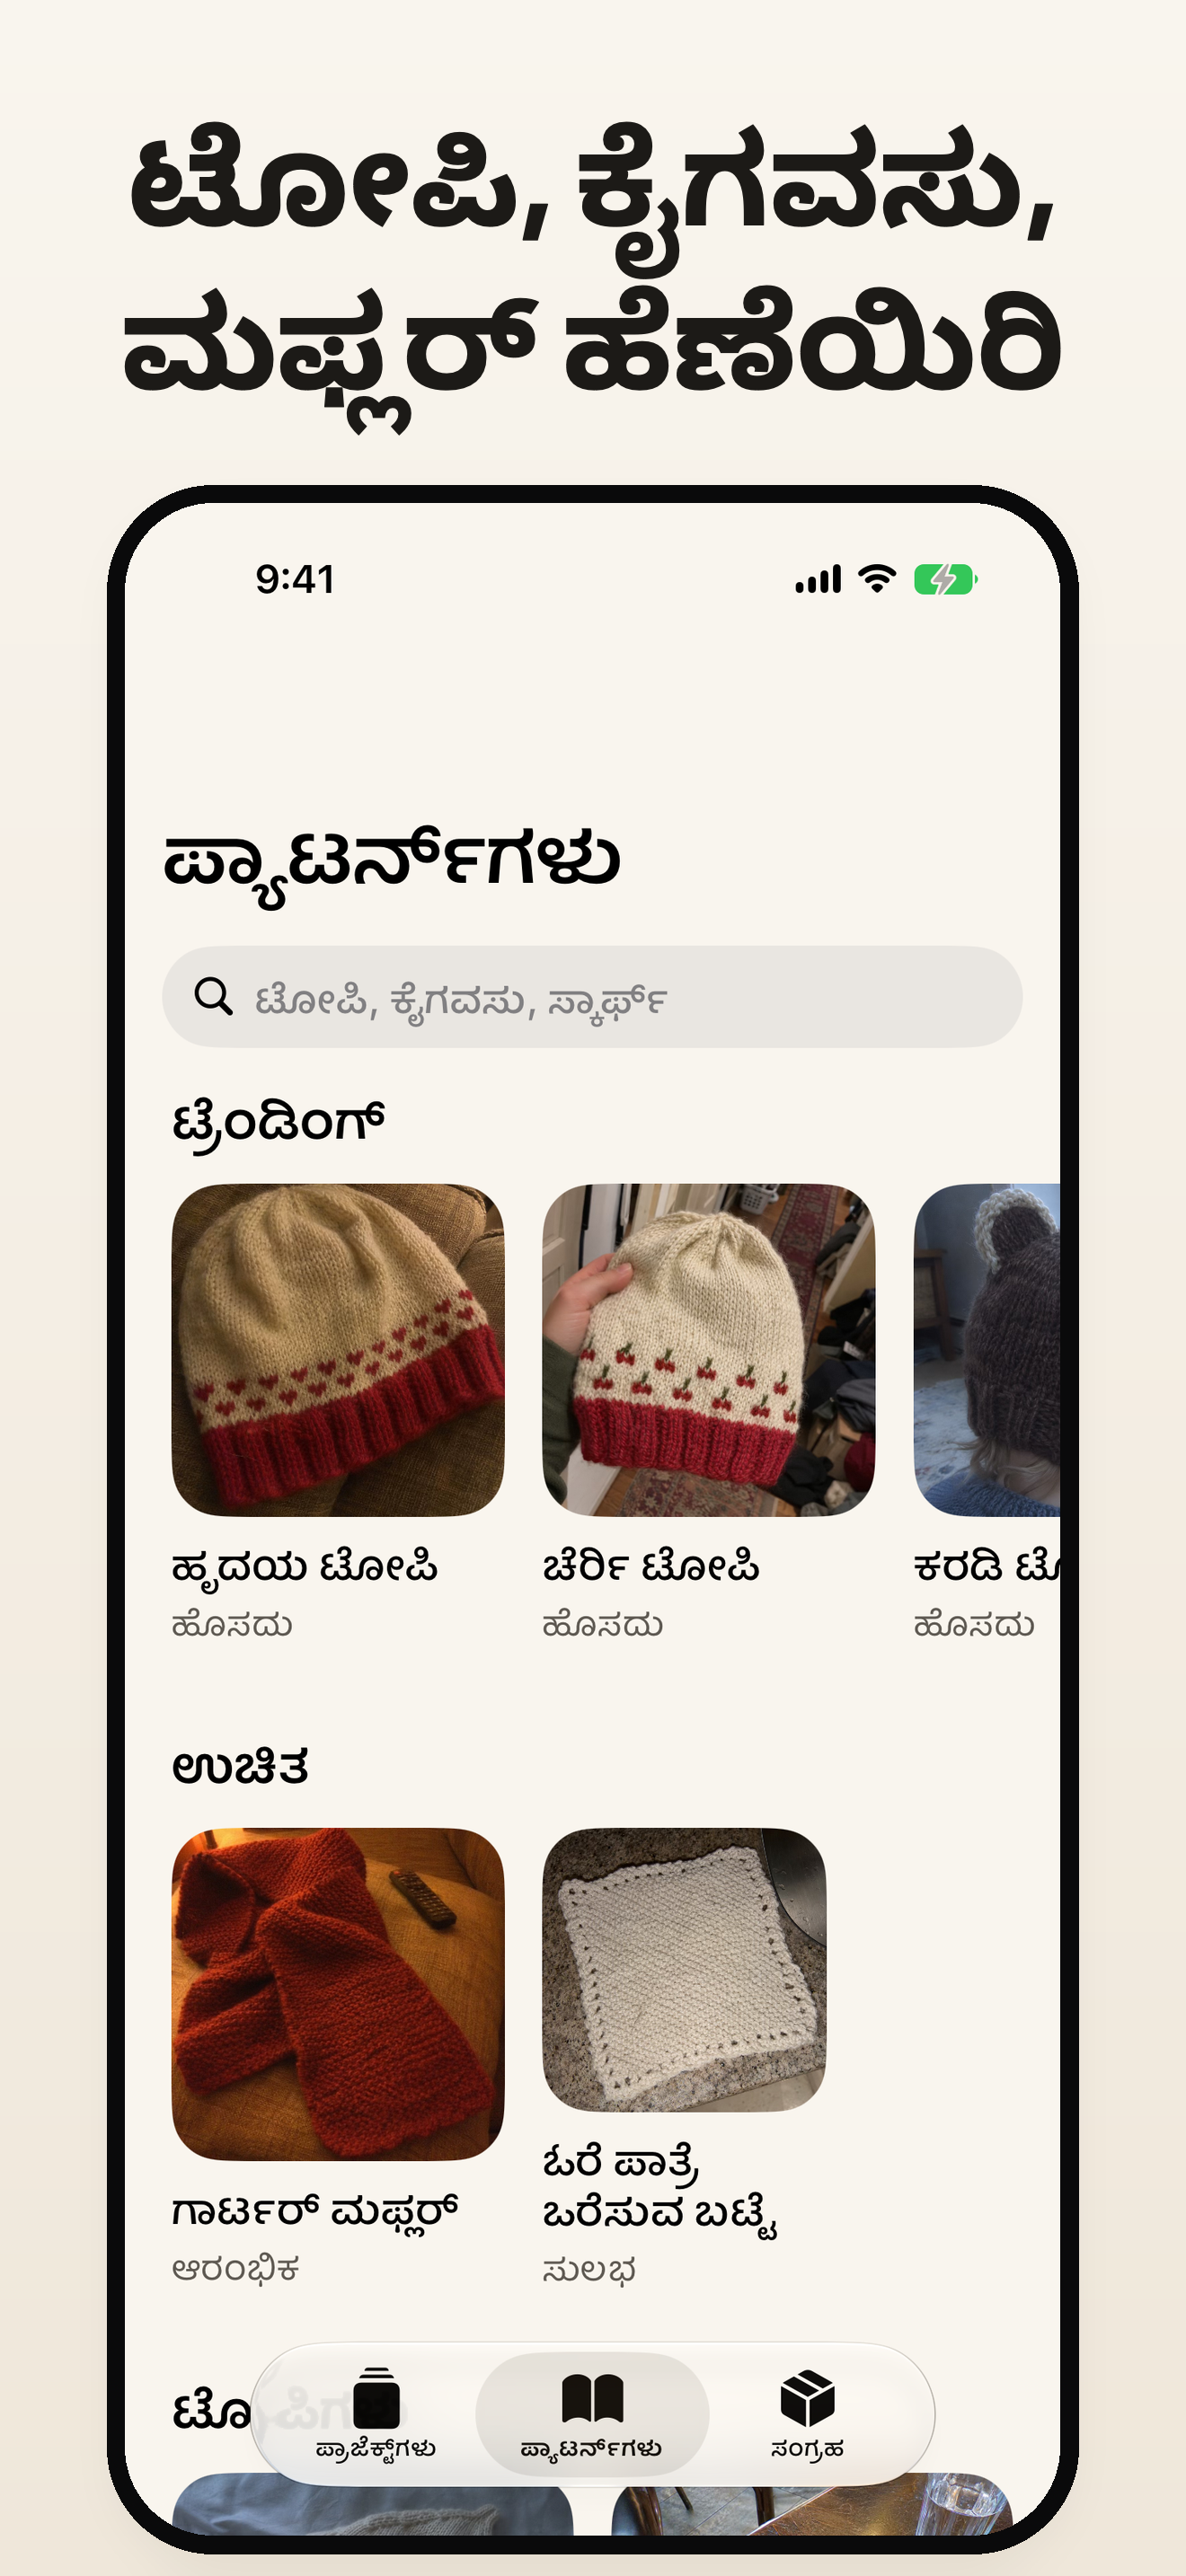 ಟೋಪಿ, ಕೈಗವಸು,
ಮಫ್ಲರ್ ಹೆಣೆಯಿರಿ
9:41
ಪ್ಯಾಟರ್ನ್‌ಗಳು
ಟೋಪಿ, ಕೈಗವಸು, ಸ್ಕಾರ್ಫ್
ಟ್ರೆಂಡಿಂಗ್
ಹೃದಯ ಟೋಪಿ
ಹೊಸದು
ಚೆರ್ರಿ ಟೋಪಿ
ಹೊಸದು
ಕರಡಿ
ಹೊಸದು
ಉಚಿತ
ಗಾರ್ಟರ್ ಮಫ್ಲರ್
ಆರಂಭಿಕ
ಓರೆ ಪಾತ್ರೆ
ಒರೆಸುವ ಬಟ್ಟೆ
ಸುಲಭ
ಪ್ರಾಜೆಕ್ಟ್‌ಗಳು
ಪ್ಯಾಟರ್ನ್‌ಗಳು
ಸಂಗ್ರಹ